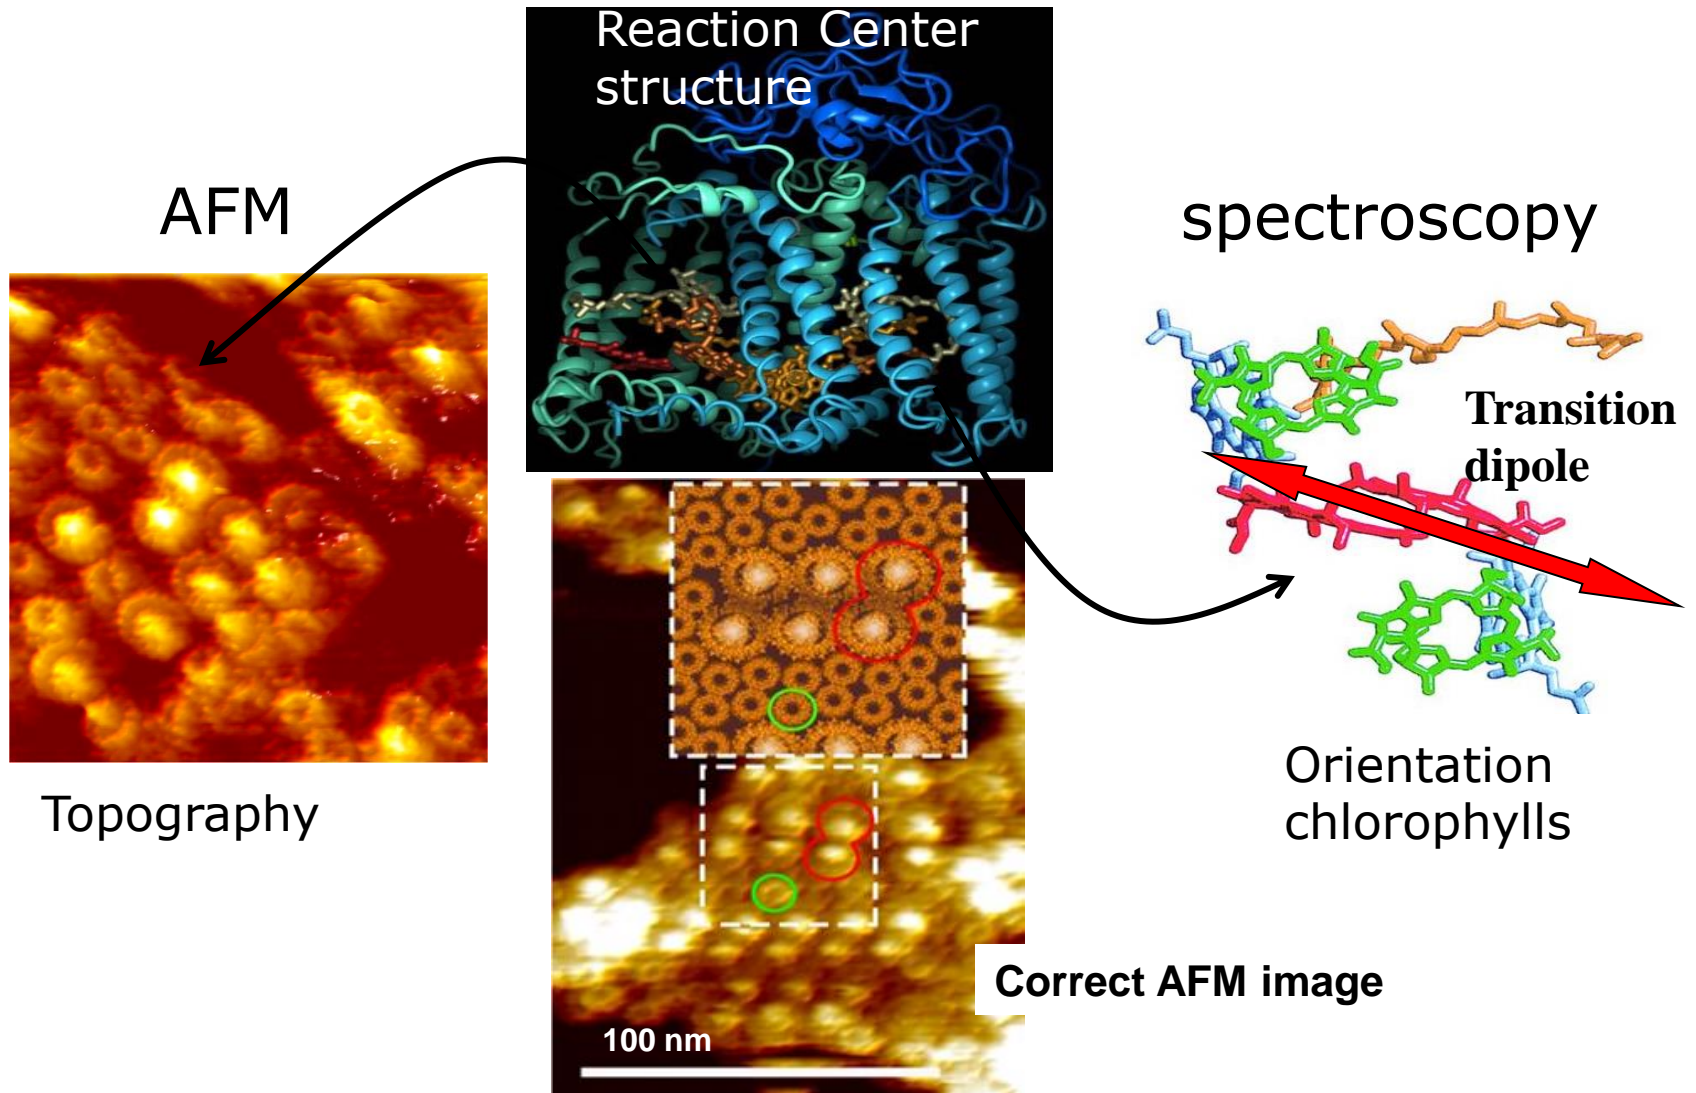 Reaction Center
structure
AFM
spectroscopy
Transition
dipole
Topography
Orientation
chlorophylls
Correct AFM image
100 nm